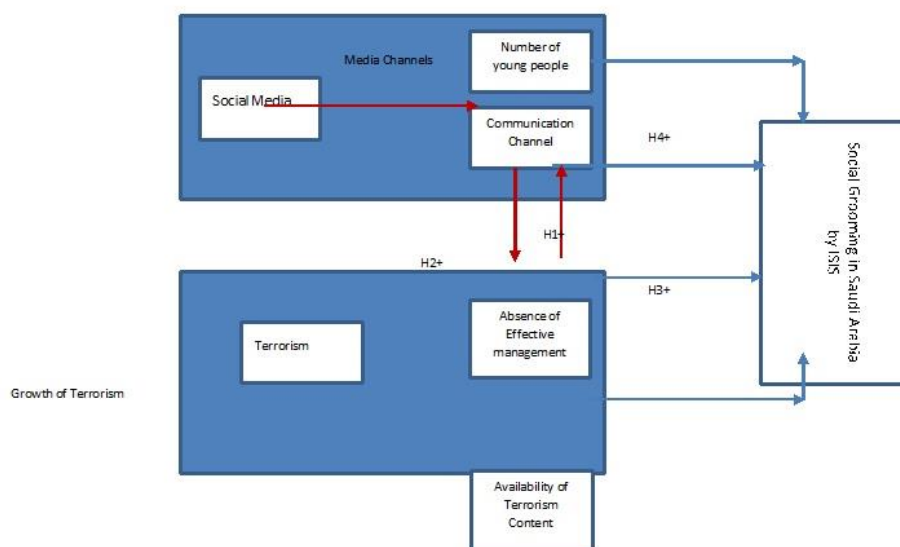 Media Channels
Number of
young people
Social Media
Communication
Channel
H4+
H1+
H2+
H3+
Social Grooming in Saudi Arabia
by ISIS
Absence of
Effective
management
Terrorism
Growth of Terrorism
Availability of
Terrorism
Content